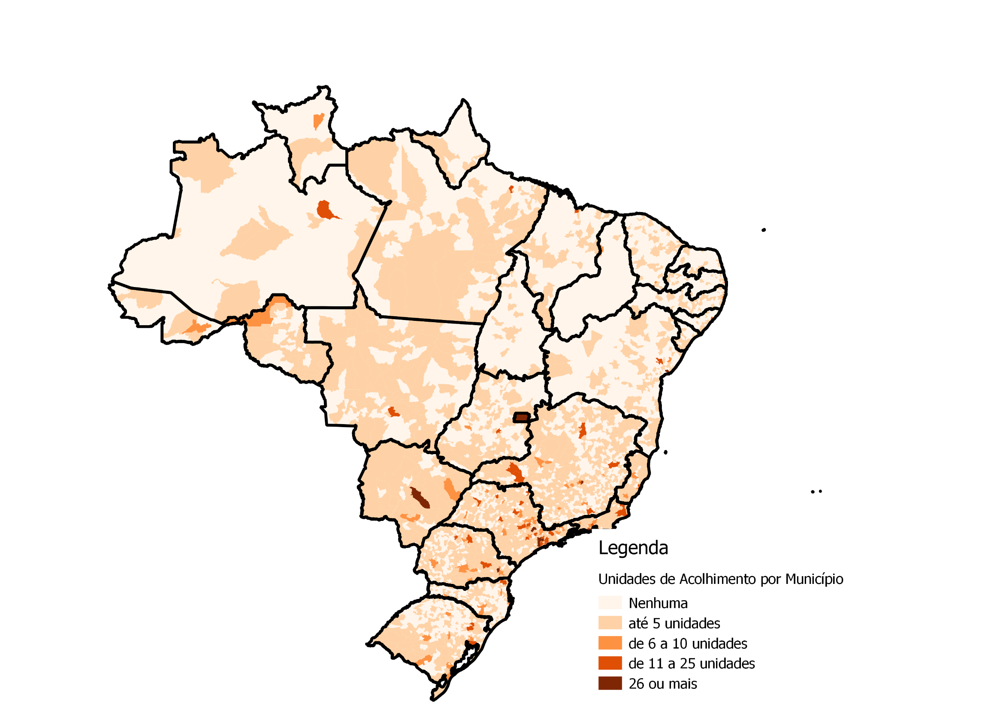 Legenda
Unidades de Acolhimento por Município
Nenhuma
até 5 unidades
de 6 a 10 unidades
de 11 a 25 unidades
26 ou mais